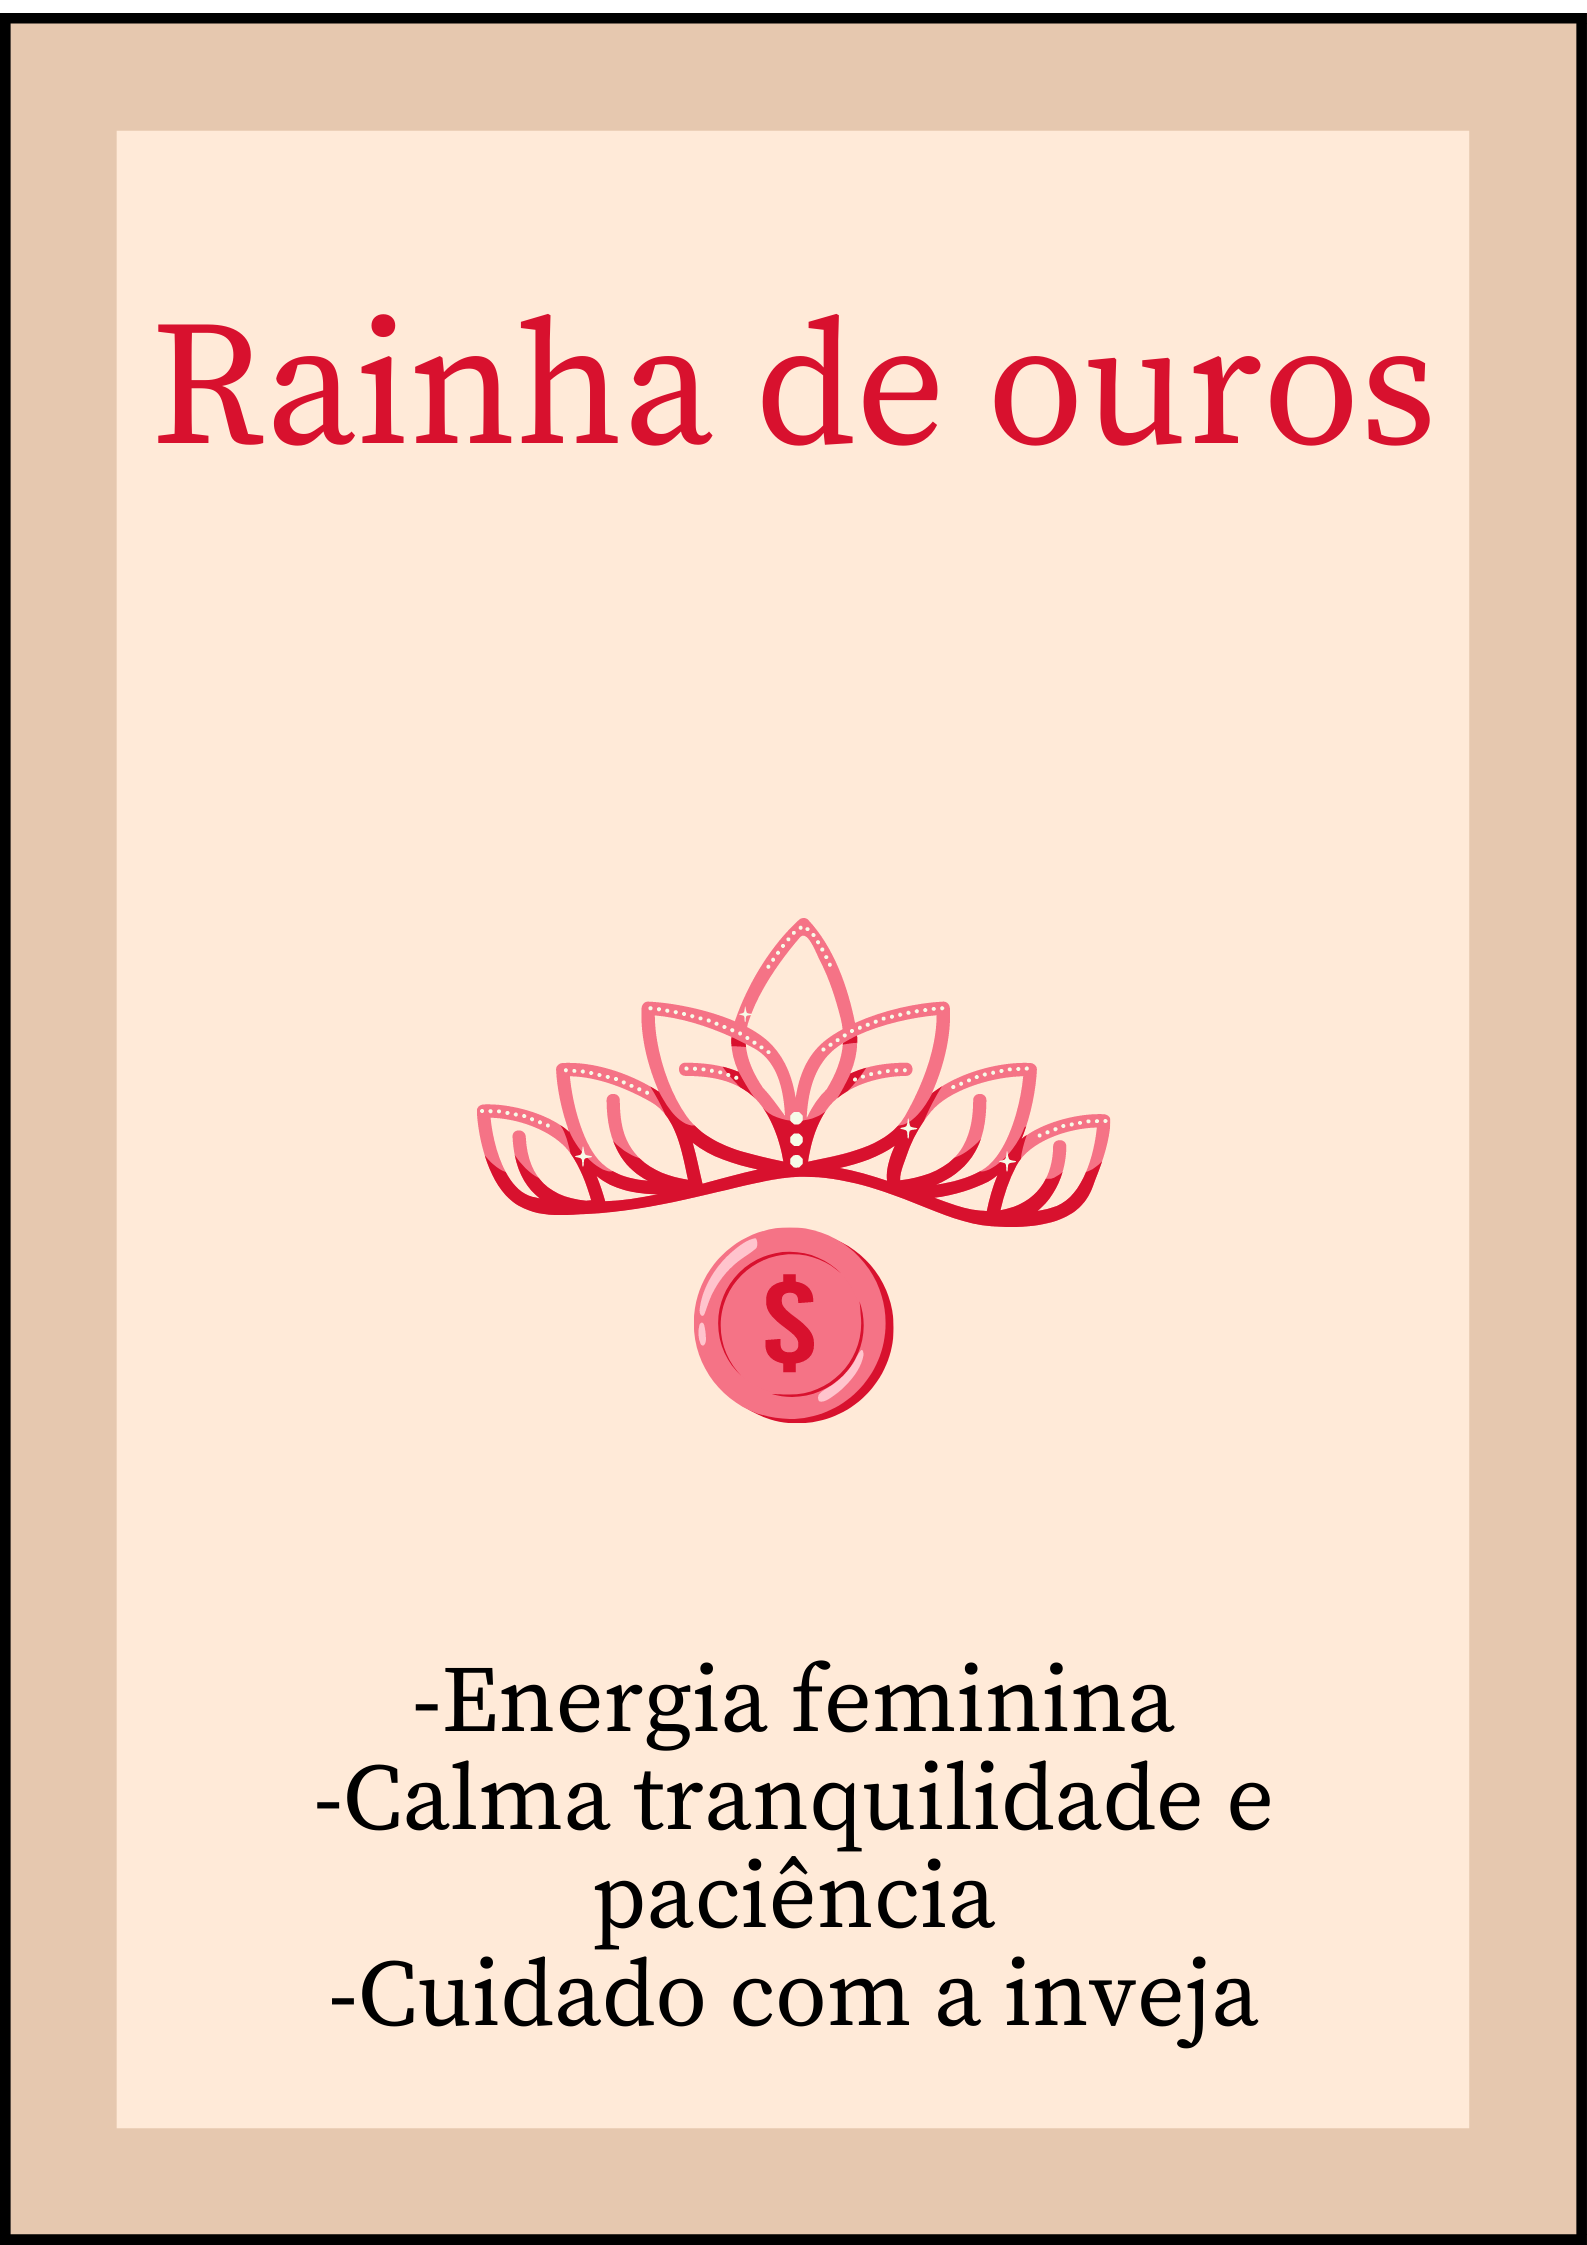 Rainha de ouros
$
-Energia feminina
-Calma tranquilidade e
paciência
-Cuidado com a inveja